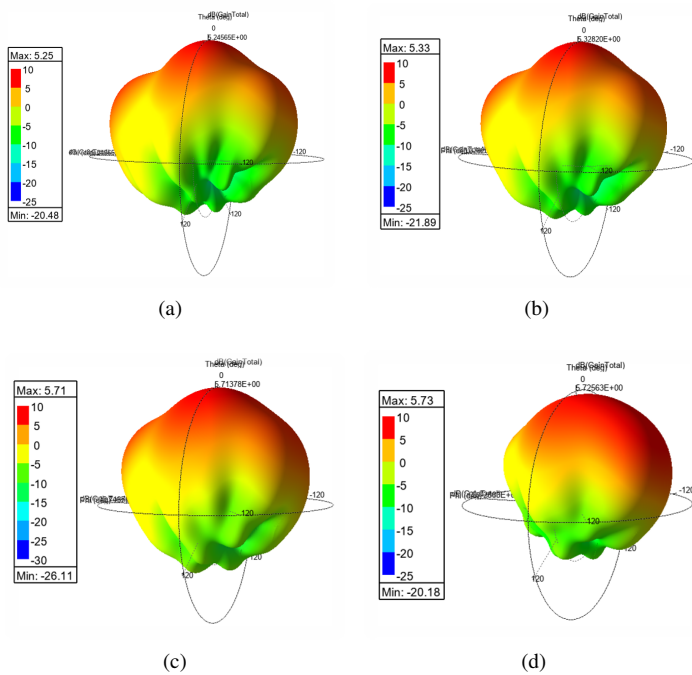 dB(GainTotal)
Theta (deg)
0
5.24565E+00
Max: 5.25
10
5
0
-5
-10
-15
-20
-25
Min: -20.48
-120
-120
-120
120
(a)
dB(GainTotal)
Theta (deg)
0
5.32820E+00
Max: 5.33
10
5
0
-5
-10
-15
-20
-25
Min: -21.89
-120
-120
-120
120
(b)
dB(GainTotal)
Theta (deg)
0
5.71378E+00
Max: 5.71
10
5
0
-5
-10
-15
-20
-25
-30
Min: -26.11
-120
-120
-120
120
(c)
dB(GainTotal)
Theta (deg)
0
5.72563E+00
Max: 5.73
10
5
0
-5
-10
-15
-20
-25
Min: -20.18
-120
-120
-120
120
(d)